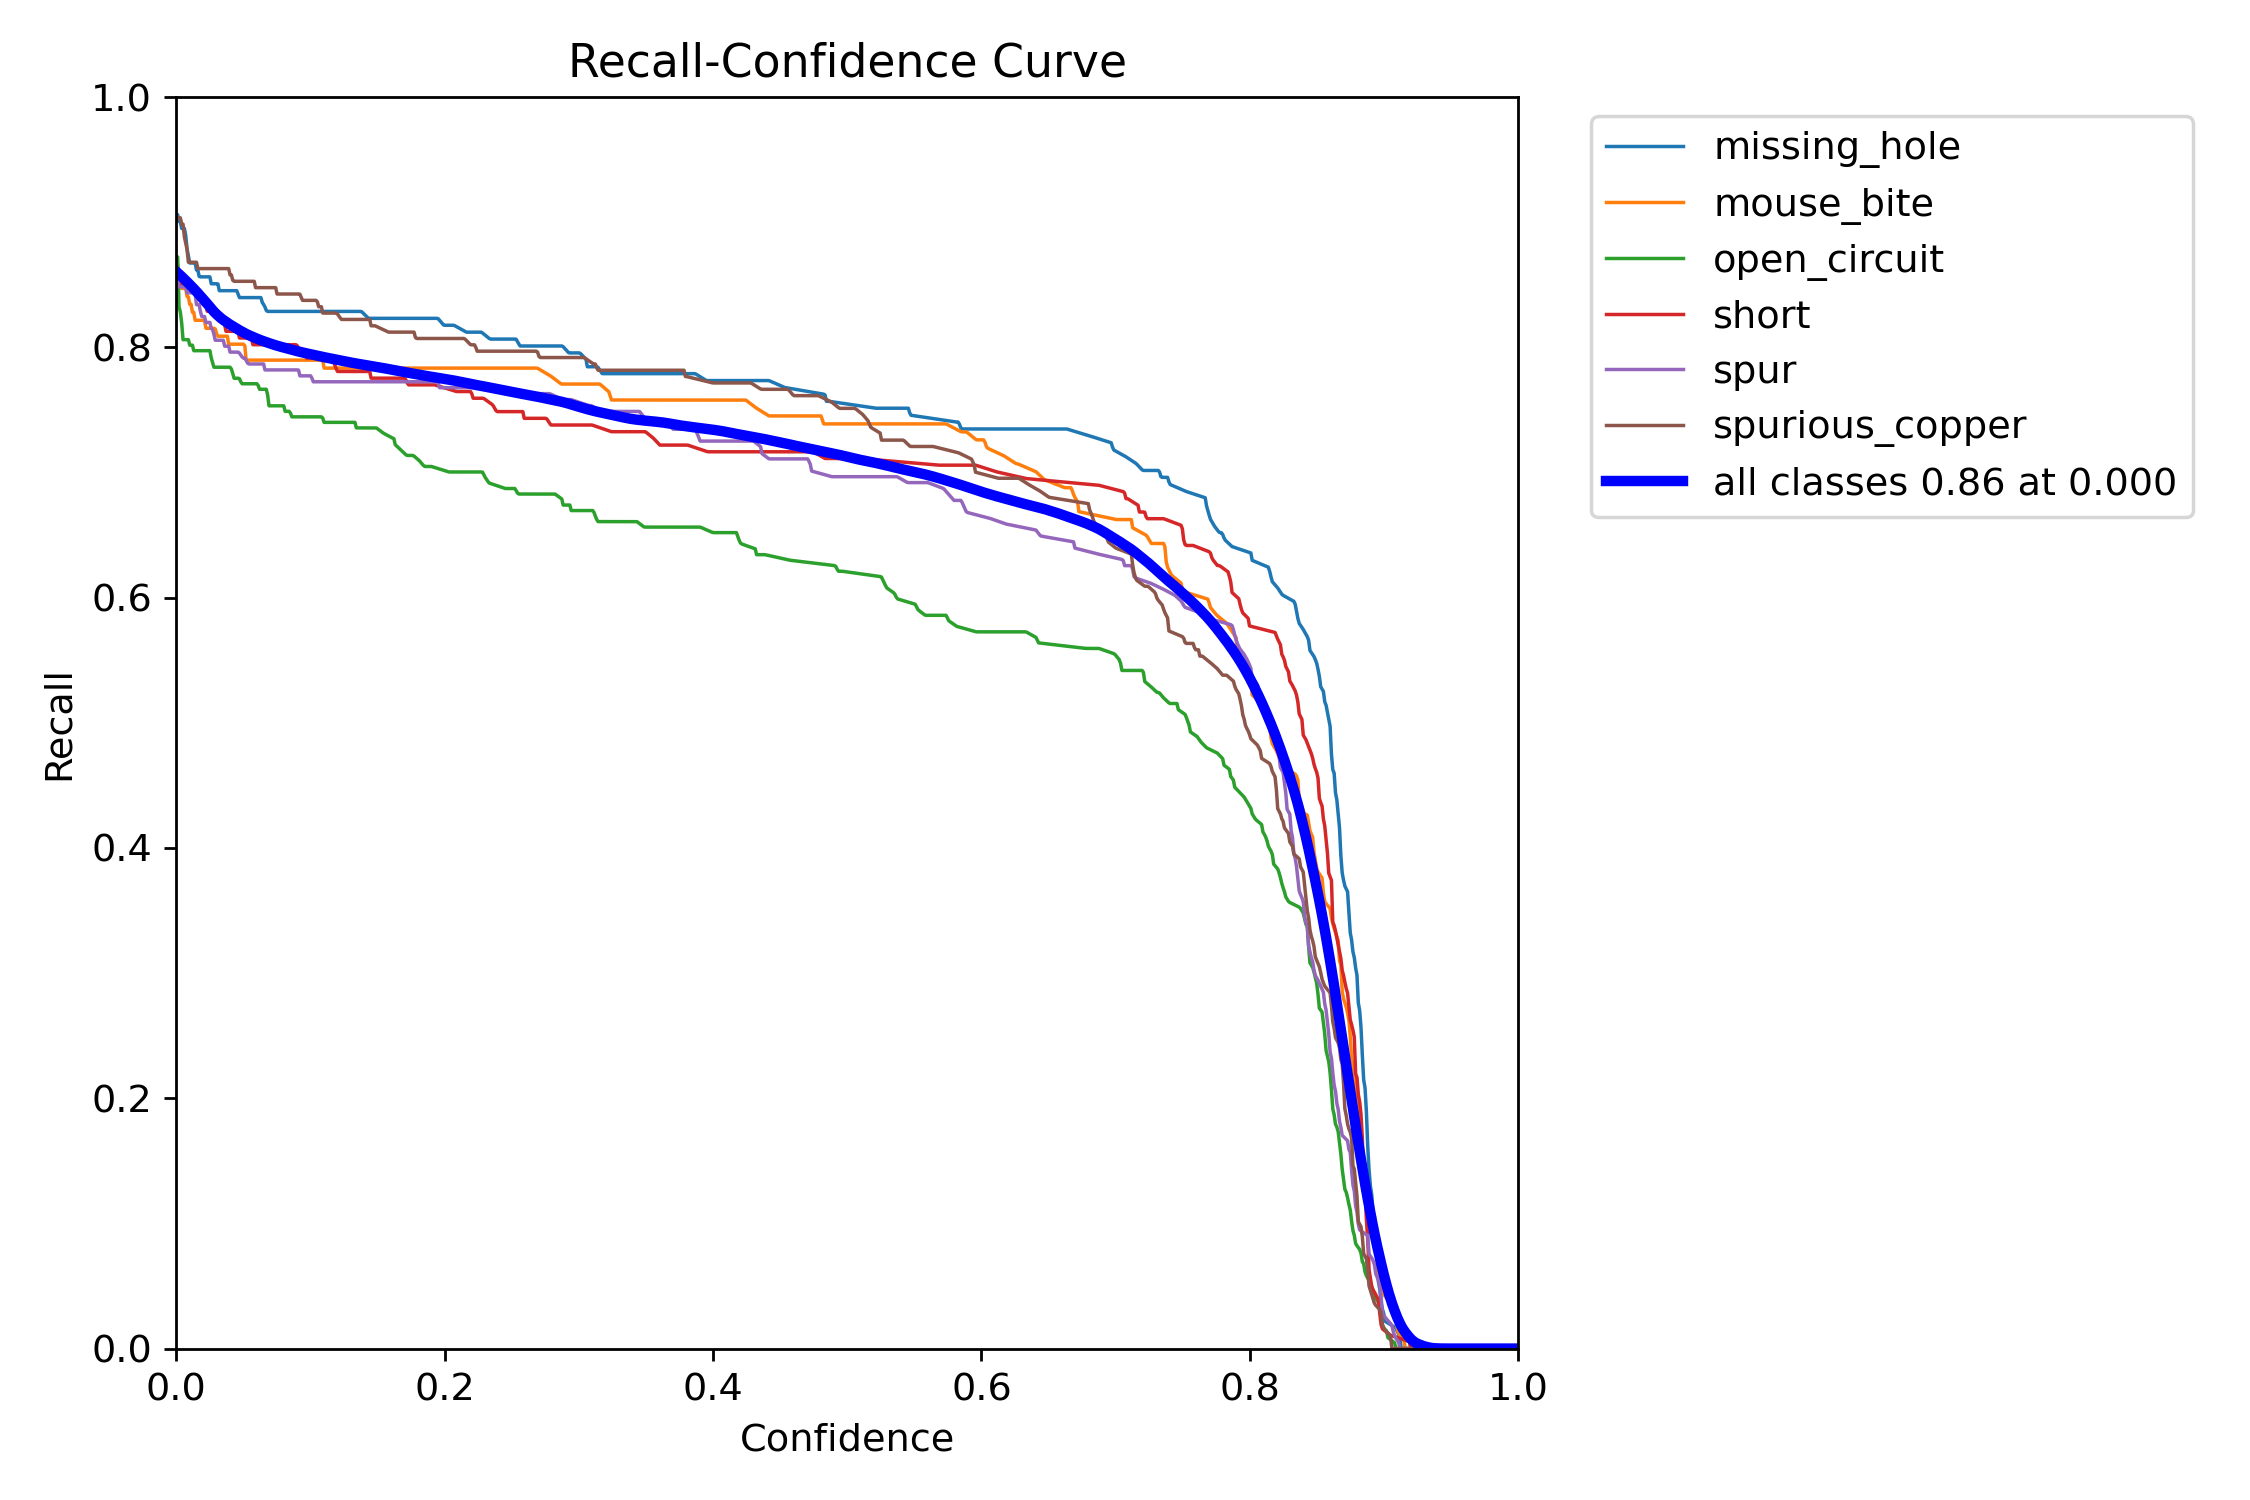 Recall-Confidence Curve
1.0
0.8
0.6
0.4
0.2
0.0
Recall
0.0 0.2 0.4 0.6 0.8 1.0
Confidence
missing_hole
mouse_bite
open_circuit
short
spur
spurious_copper
all classes 0.86 at 0.000